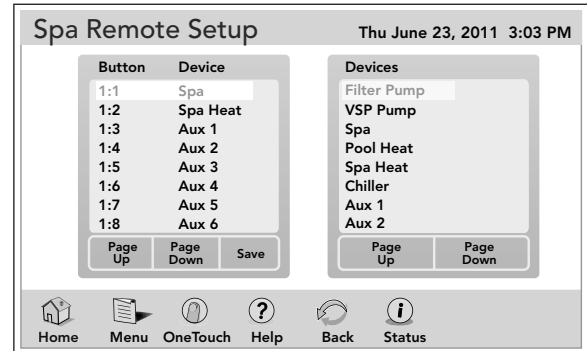 Spa Remote Setup
Thu June 23, 2011 3:03 PM
Button Device
1:1 Spa
1:2 Spa Heat
1:3 Aux 1
1:4 Aux 2
1:5 Aux 3
1:6 Aux 4
1:7 Aux 5
1:8 Aux 6
Page Up
Page Down
Save
Devices
Filter Pump
VSP Pump
Spa
Pool Heat
Spa Heat
Chiller
Aux 1
Aux 2
Page Up
Page Down
Home
Menu
OneTouch
?
Help
Back
i
Status